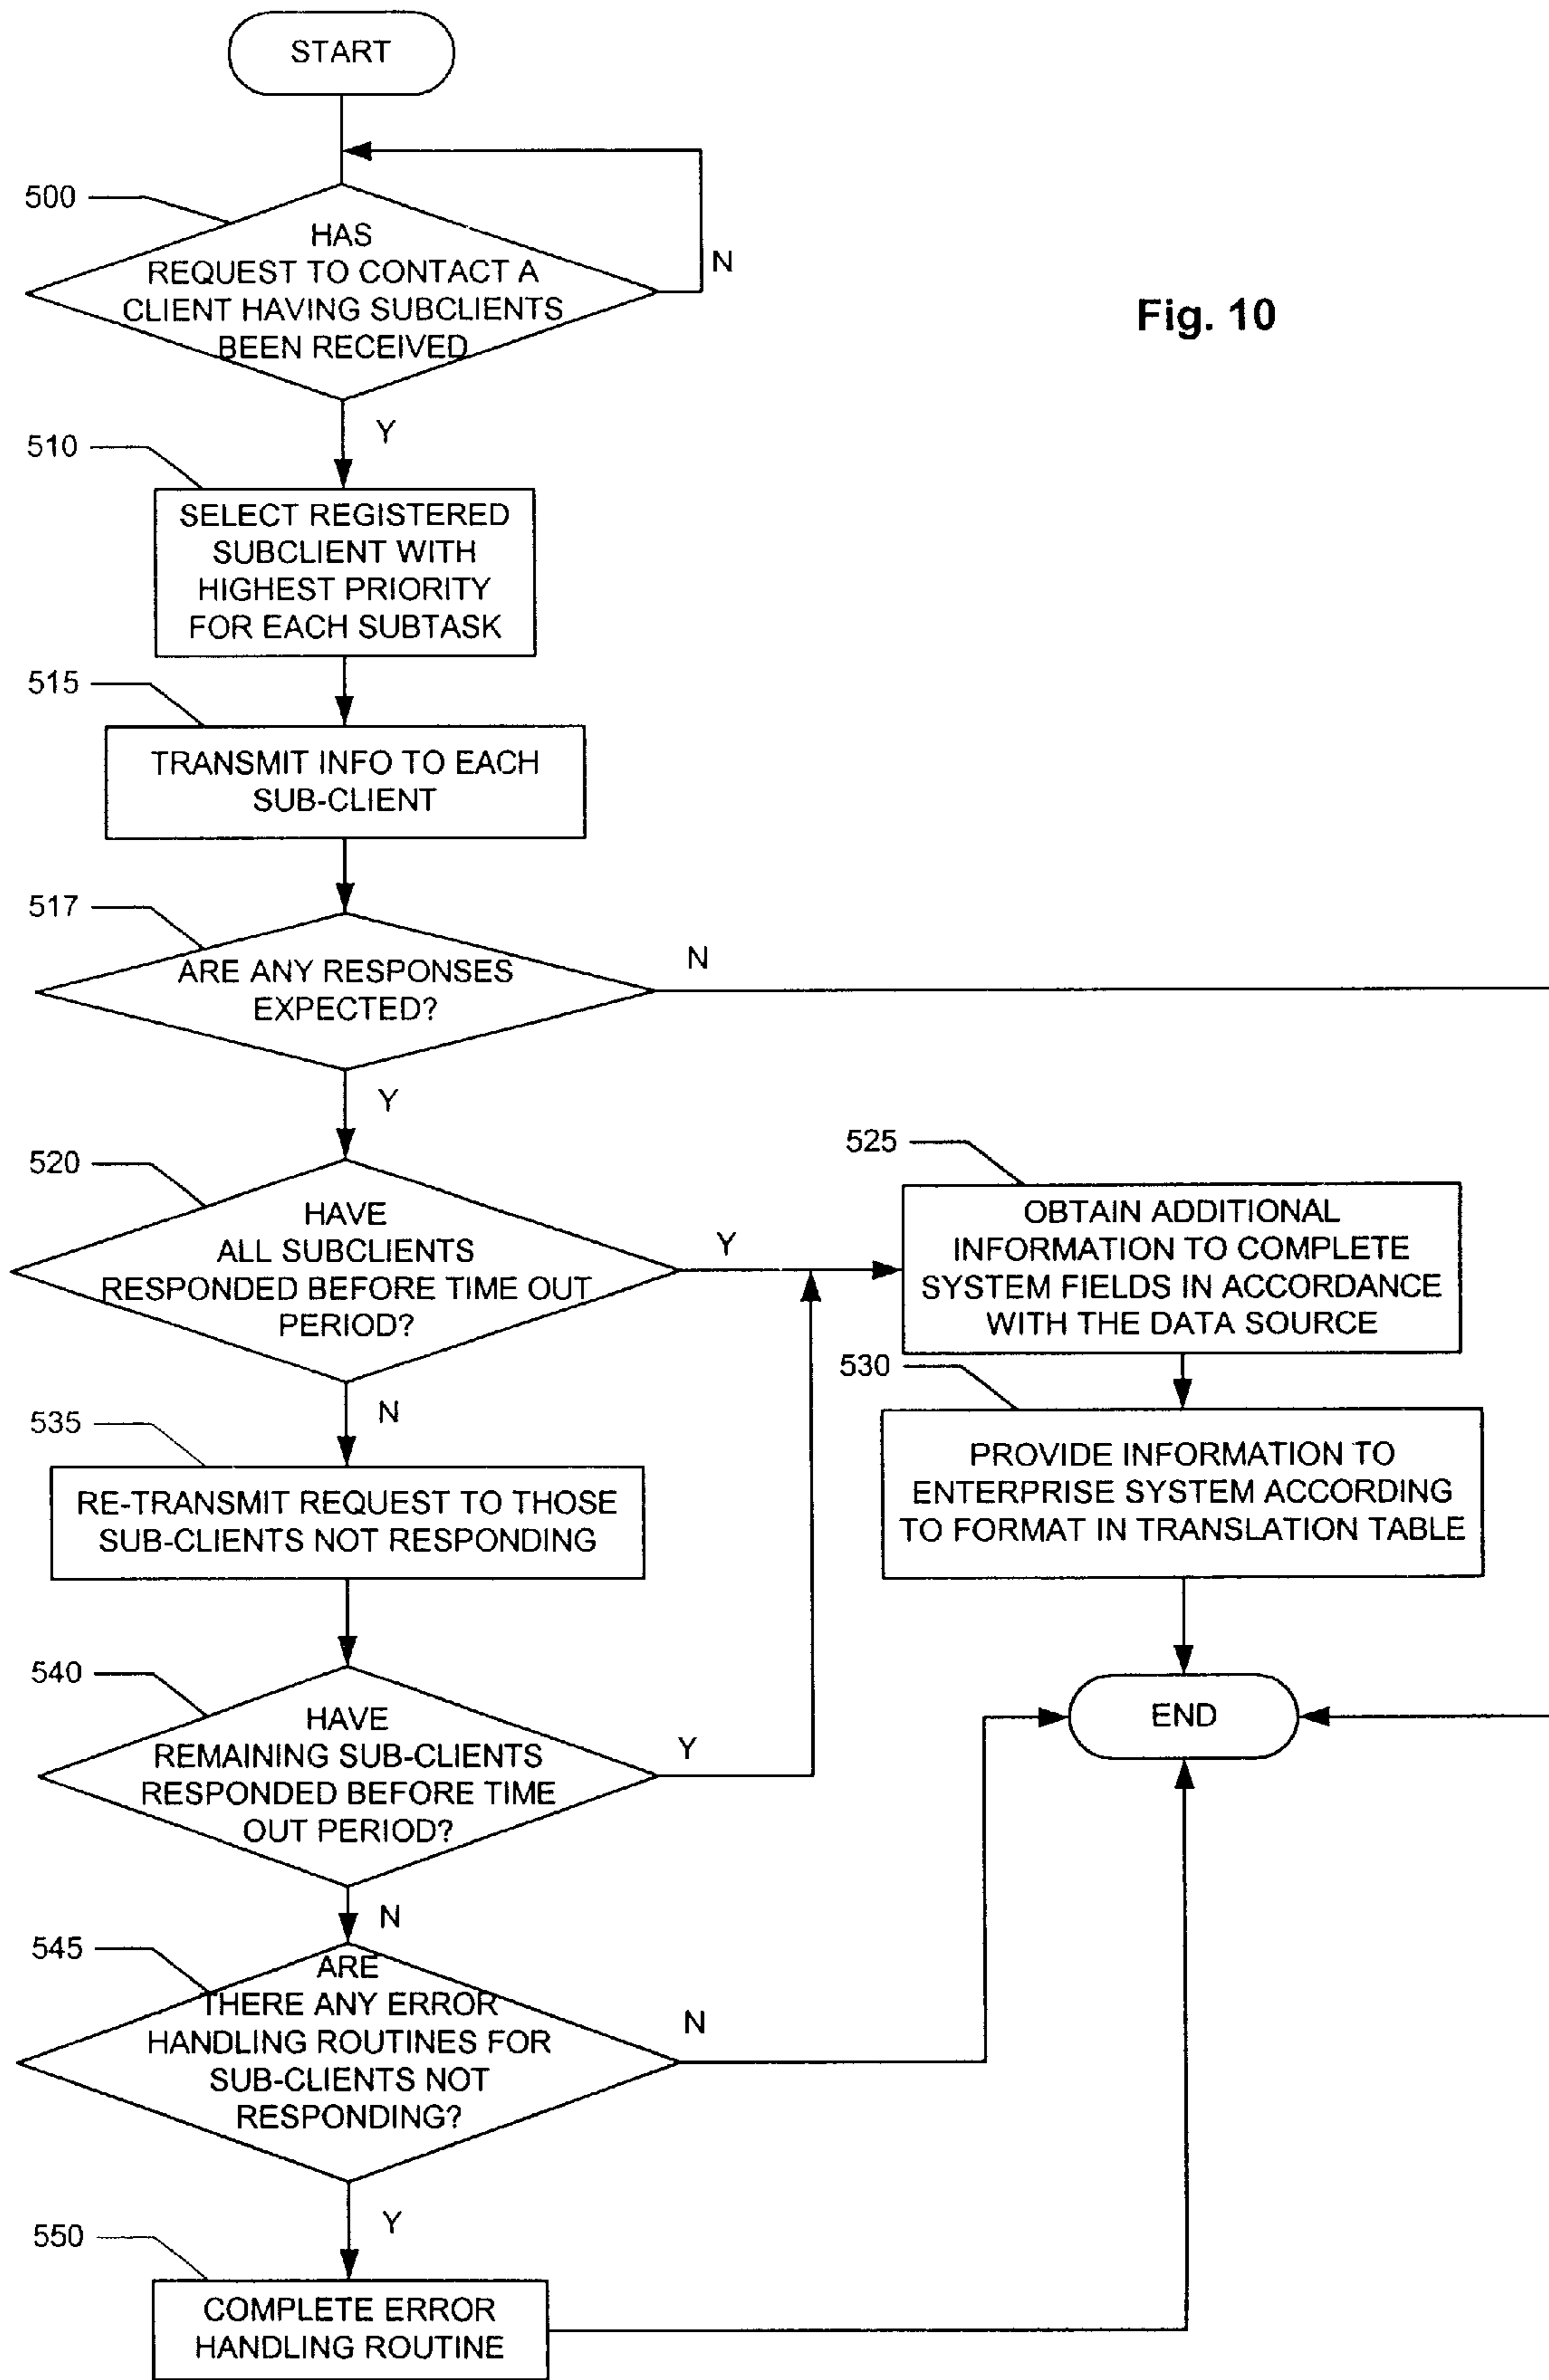 START
500
HAS
REQUEST TO CONTACT A
CLIENT HAVING SUBCLIENTS
BEEN RECEIVED
N
Fig. 10
Y
510
SELECT REGISTERED
SUBCLIENT WITH
HIGHEST PRIORITY
FOR EACH SUBTASK
515
TRANSMIT INFO TO EACH
SUB-CLIENT
517
ARE ANY RESPONSES
EXPECTED?
N
Y
520
HAVE
ALL SUBCLIENTS
RESPONDED BEFORE TIME OUT
PERIOD?
Y
525
OBTAIN ADDITIONAL
INFORMATION TO COMPLETE
SYSTEM FIELDS IN ACCORDANCE
WITH THE DATA SOURCE
530
PROVIDE INFORMATION TO
ENTERPRISE SYSTEM ACCORDING
TO FORMAT IN TRANSLATION TABLE
N
535
RE-TRANSMIT REQUEST TO THOSE
SUB-CLIENTS NOT RESPONDING
540
HAVE
REMAINING SUB-CLIENTS
RESPONDED BEFORE TIME
OUT PERIOD?
Y
END
N
545
ARE
THERE ANY ERROR
HANDLING ROUTINES FOR
SUB-CLIENTS NOT
RESPONDING?
N
Y
550
COMPLETE ERROR
HANDLING ROUTINE